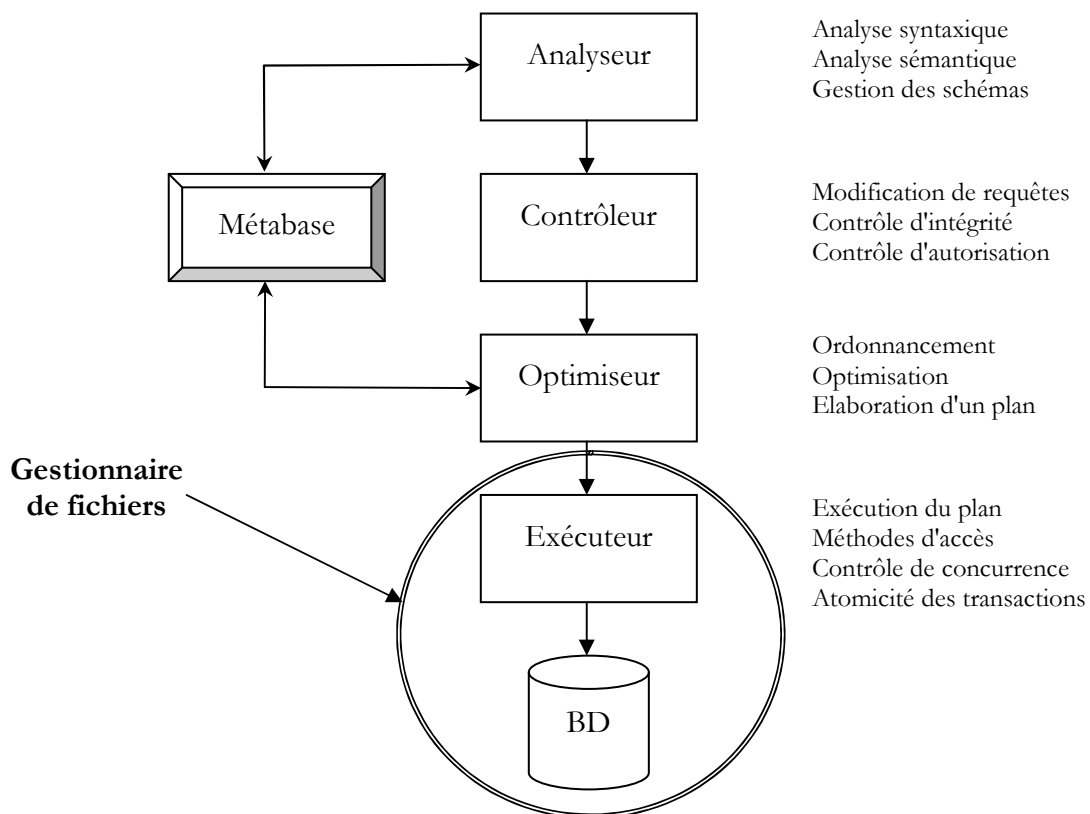 Analyseur
Analyse syntaxique
Analyse sémantique
Gestion des schémas
Métabase
Contrôleur
Modification de requêtes
Contrôle d'intégrité
Contrôle d'autorisation
Optimiseur
Ordonnancement
Optimisation
Elaboration d'un plan
Gestionnaire
de fichiers
Exécuteur
Exécution du plan
Méthodes d'accès
Contrôle de concurrence
Atomicité des transactions
BD